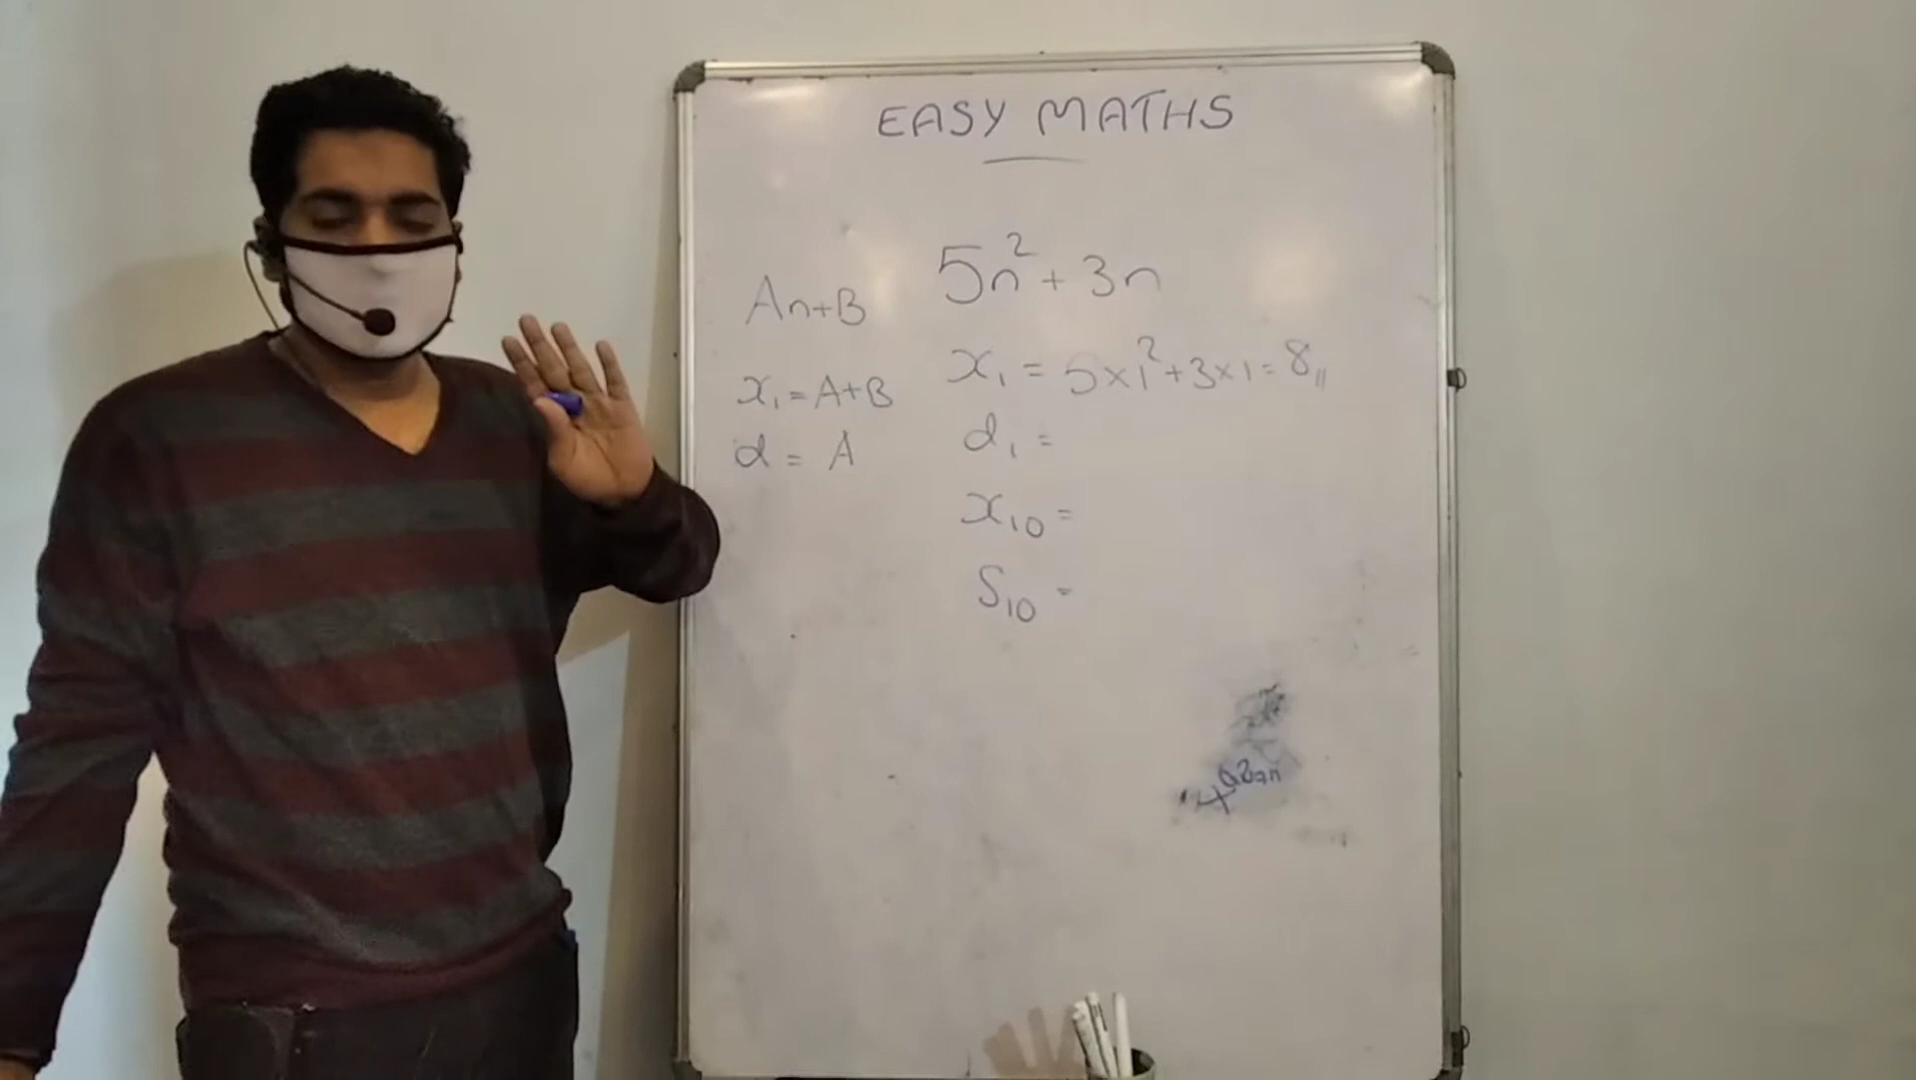 EASY MATHS
An+B
x₁ = A+B
d = A
5n² + 3n
x₁ = 5×1²+3×1 = 8,,
d₁ =
x₁₀ =
S₁₀ =